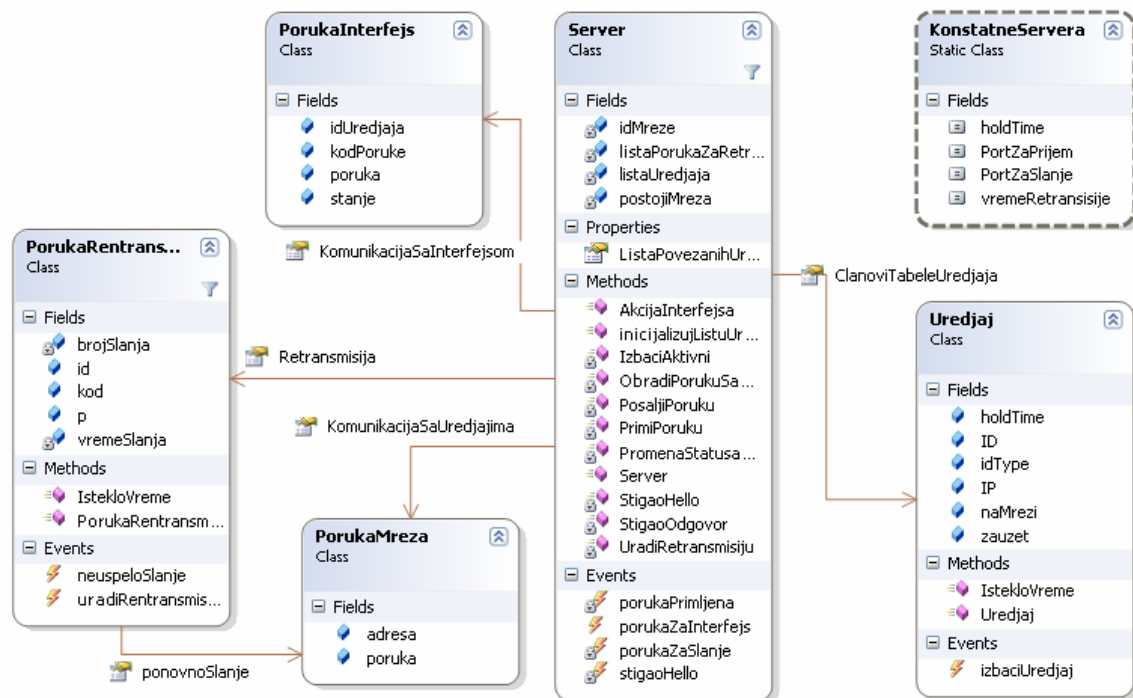 PorukaInterfejs
Class
Fields
idUredjaja
kodPoruke
poruka
stanje
Server
Class
Fields
idMreze
listaPorukaZaRetr...
listaUredjaja
postojiMreza
Properties
ListaPovezanihUr...
Methods
AkcijaInterfejsa
inicijalizujListuUr...
IzbaciAktivni
ObradiPorukuSa...
PosaljiPoruku
PrimiPoruku
PromenaStatusa...
Server
StigaoHello
StigaoOdgovor
UradiRetransmisiju
Events
porukaPrimljena
porukaZaInterfejs
porukaZaSlanje
stigaoHello
KonstatneServera
Static Class
Fields
holdTime
PortZaPrijem
PortZaSlanje
vremeRetransisije
KomunikacijaSaInterfejsom
PorukaRentrans...
Class
Fields
brojSlanja
id
kod
p
vremeSlanja
Methods
IstekloVreme
PorukaRentransm...
Events
neuspeloSlanje
uradiRentransmis...
Retransmisija
KomunikacijaSaUredjajima
ClanoviTabeleUredjaja
Uredjaj
Class
Fields
holdTime
ID
idType
IP
naMrezi
zauzet
Methods
IstekloVreme
Uredjaj
Events
izbaciUredjaj
PorukaMreza
Class
Fields
adresa
poruka
ponovnoSlanje